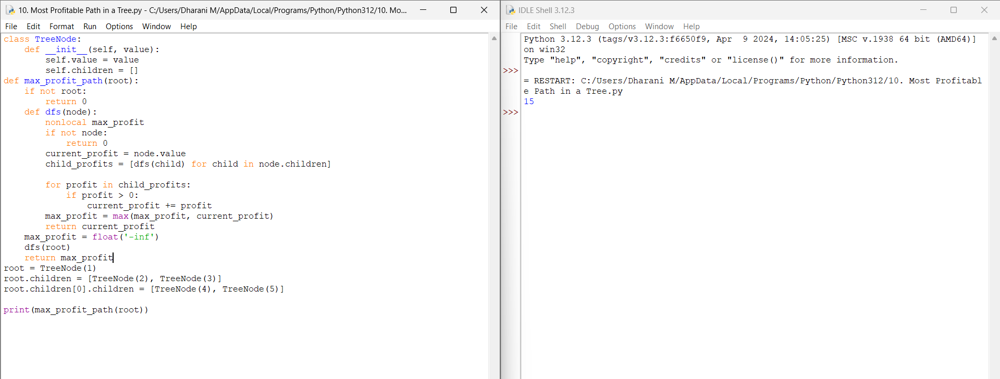 10. Most Profitable Path in a Tree.py - C:/Users/Dharani M/AppData/Local/Programs/Python/Python312/10. Mo...
File Edit Format Run Options Window Help
class TreeNode:
    def __init__(self, value):
        self.value = value
        self.children = []
def max_profit_path(root):
    if not root:
        return 0
    def dfs(node):
        nonlocal max_profit
        if not node:
            return 0
        current_profit = node.value
        child_profits = [dfs(child) for child in node.children]
        for profit in child_profits:
            if profit > 0:
                current_profit += profit
        max_profit = max(max_profit, current_profit)
        return current_profit
    max_profit = float('-inf')
    dfs(root)
    return max_profit
root = TreeNode(1)
root.children = [TreeNode(2), TreeNode(3)]
root.children[0].children = [TreeNode(4), TreeNode(5)]
print(max_profit_path(root))
IDLE Shell 3.12.3
File Edit Shell Debug Options Window Help
Python 3.12.3 (tags/v3.12.3:f6650f9, Apr  9 2024, 14:05:25) [MSC v.1938 64 bit (AMD64)]
on win32
Type "help", "copyright", "credits" or "license()" for more information.
>>>
= RESTART: C:/Users/Dharani M/AppData/Local/Programs/Python/Python312/10. Most Profitabl
e Path in a Tree.py
15
>>>